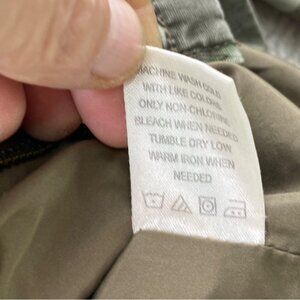 MACHINE WASH COLD
WITH LIKE COLORS
ONLY NON-CHLORINE
BLEACH WHEN NEEDED
TUMBLE DRY LOW
WARM IRON WHEN
NEEDED